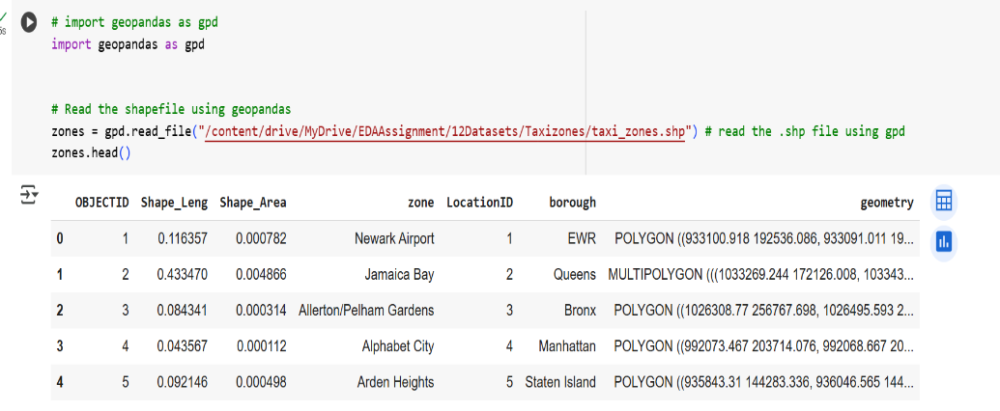 # import geopandas as gpd
import geopandas as gpd
# Read the shapefile using geopandas
zones = gpd.read_file("/content/drive/MyDrive/EDAAssignment/12Datasets/Taxizones/taxi_zones.shp") # read the .shp file using gpd
zones.head()
OBJECTID Shape_Leng Shape_Area zone LocationID borough geometry
0 1 0.116357 0.000782 Newark Airport 1 EWR POLYGON ((933100.918 192536.086, 933091.011 19...
1 2 0.433470 0.004866 Jamaica Bay 2 Queens MULTIPOLYGON (((1033269.244 172126.008, 103343...
2 3 0.084341 0.000314 Allerton/Pelham Gardens 3 Bronx POLYGON ((1026308.77 256767.698, 1026495.593 2...
3 4 0.043567 0.000112 Alphabet City 4 Manhattan POLYGON ((992073.467 203714.076, 992068.667 20...
4 5 0.092146 0.000498 Arden Heights 5 Staten Island POLYGON ((935843.31 144283.336, 936046.565 144...